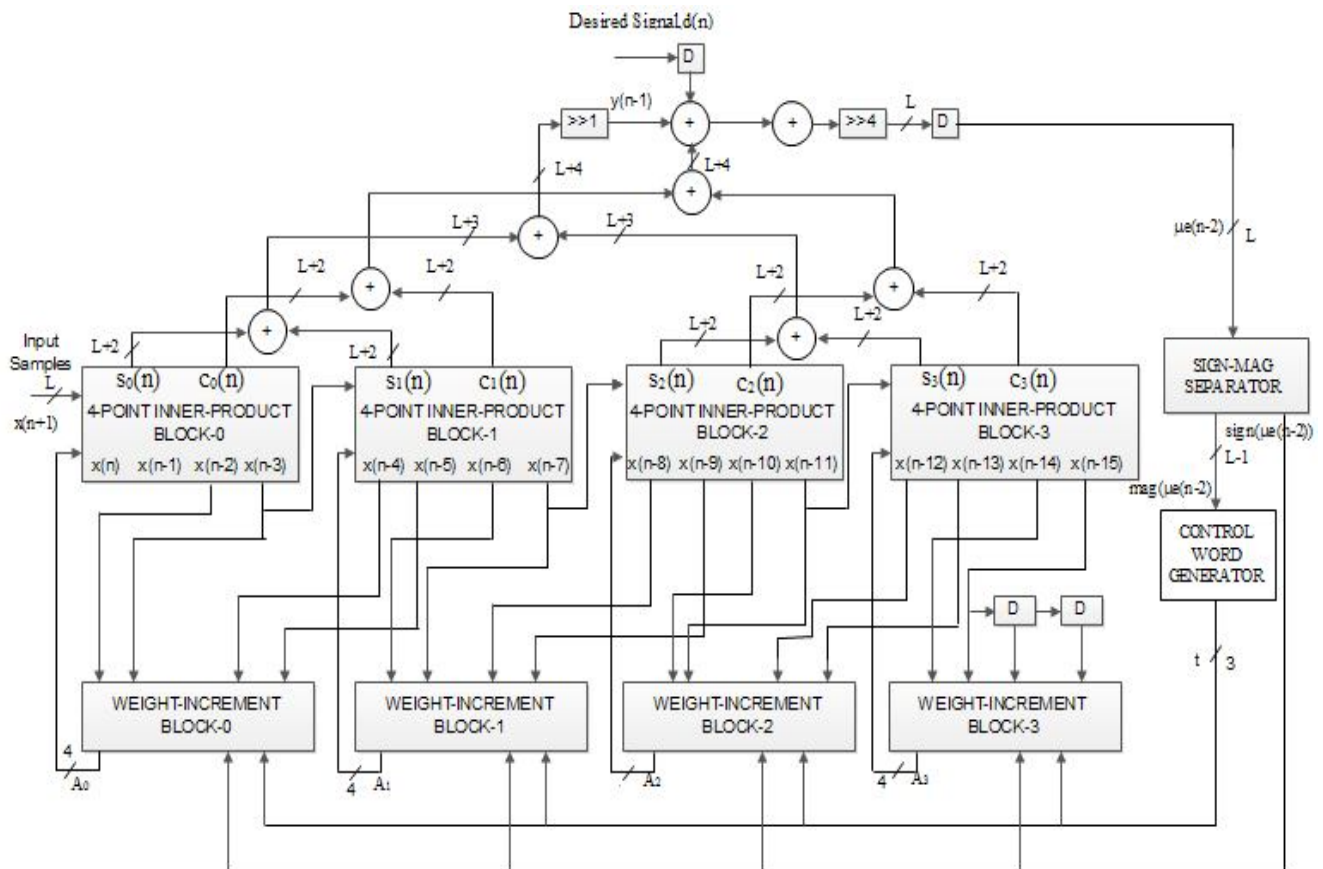 Desired Signal,d(n)
D
>>1
y(n-1)
+
+
>>4
L
D
L+4
L+4
+
L+3
L+3
+
µe(n-2)
L
L+2
L+2
+
L+2
L+2
+
Input
Samples
L
x(n+1)
L+2
+
L+2
L+2
+
L+2
s0(n) c0(n)
4-POINT INNER-PRODUCT
BLOCK-0
x(n) x(n-1) x(n-2) x(n-3)
s1(n) c1(n)
4-POINT INNER-PRODUCT
BLOCK-1
x(n-4) x(n-5) x(n-6) x(n-7)
s2(n) c2(n)
4-POINT INNER-PRODUCT
BLOCK-2
x(n-8) x(n-9) x(n-10) x(n-11)
s3(n) c3(n)
4-POINT INNER-PRODUCT
BLOCK-3
x(n-12) x(n-13) x(n-14) x(n-15)
SIGN-MAG
SEPARATOR
sign(µe(n-2))
L-1
mag(µe(n-2)
CONTROL
WORD
GENERATOR
D
D
t
3
WEIGHT-INCREMENT
BLOCK-0
WEIGHT-INCREMENT
BLOCK-1
WEIGHT-INCREMENT
BLOCK-2
WEIGHT-INCREMENT
BLOCK-3
4
A0
4
A1
4
A2
4
A3